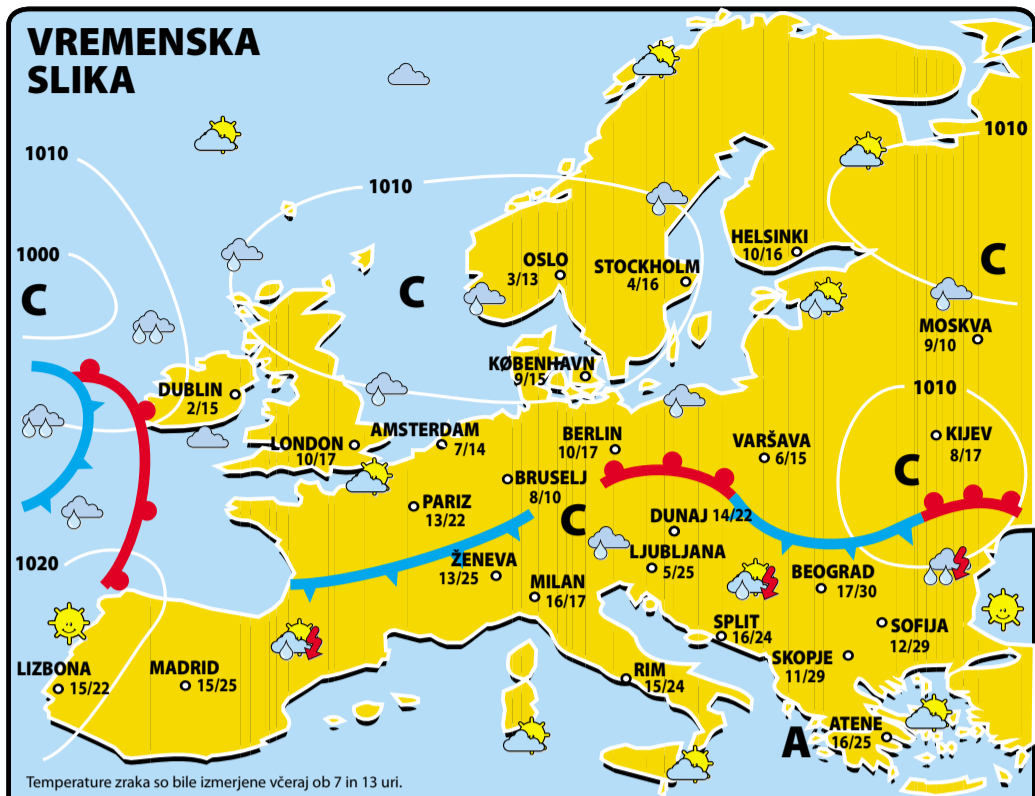 VREMENSKA
SLIKA
1010
1010
1010
1000
C
C
C
HELSINKI
10/16
OSLO
3/13
STOCKHOLM
4/16
MOSKVA
9/10
KØBENHAVN
9/15
DUBLIN
2/15
1010
LONDON
10/17
AMSTERDAM
7/14
BERLIN
10/17
VARŠAVA
6/15
KIJEV
8/17
C
BRUSELJ
8/10
PARIZ
13/22
C
DUNAJ 14/22
1020
ŽENEVA
13/25
LJUBLJANA
5/25
MILAN
16/17
BEOGRAD
17/30
SPLIT
16/24
SOFIJA
12/29
SKOPJE
11/29
LIZBONA
15/22
MADRID
15/25
RIM
15/24
ATENE
16/25
A
Temperature zraka so bile izmerjene včeraj ob 7 in 13 uri.